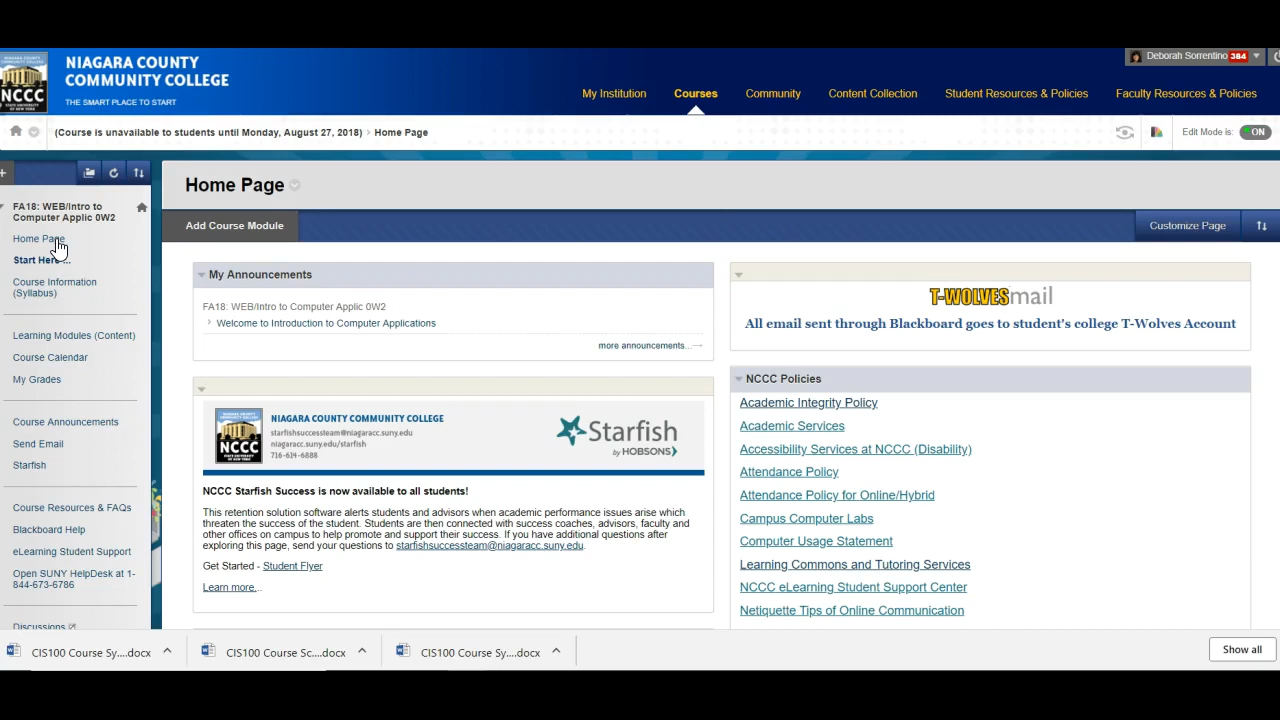 NIAGARA COUNTY
COMMUNITY COLLEGE
THE SMART PLACE TO START
NCCC
Deborah Sorrentino 384
My Institution
Courses
Community
Content Collection
Student Resources & Policies
Faculty Resources & Policies
(Course is unavailable to students until Monday, August 27, 2018) > Home Page
Edit Mode is: ON
FA18: WEB/Intro to
Computer Applic 0W2
Home Page
Start Here ...
Course Information
(Syllabus)
Learning Modules (Content)
Course Calendar
My Grades
Course Announcements
Send Email
Starfish
Course Resources & FAQs
Blackboard Help
eLearning Student Support
Open SUNY HelpDesk at 1-
844-673-6786
Discussions
Home Page
Add Course Module
Customize Page
My Announcements
FA18: WEB/Intro to Computer Applic 0W2
Welcome to Introduction to Computer Applications
more announcements...
NCCC
NIAGARA COUNTY COMMUNITY COLLEGE
starfishsuccessteam@niagaracc.suny.edu
niagaracc.suny.edu/starfish
716-614-6888
Starfish
by HOBSONS
NCCC Starfish Success is now available to all students!
This retention solution software alerts students and advisors when academic performance issues arise which
threaten the success of the student. Students are then connected with success coaches, advisors, faculty and
other offices on campus to help promote and support their success. If you have additional questions after
exploring this page, send your questions to starfishsuccessteam@niagaracc.suny.edu.
Get Started - Student Flyer
Learn more...
T-WOLVESmail
All email sent through Blackboard goes to student's college T-Wolves Account
NCCC Policies
Academic Integrity Policy
Academic Services
Accessibility Services at NCCC (Disability)
Attendance Policy
Attendance Policy for Online/Hybrid
Campus Computer Labs
Computer Usage Statement
Learning Commons and Tutoring Services
NCCC eLearning Student Support Center
Netiquette Tips of Online Communication
CIS100 Course Sy....docx
CIS100 Course Sc....docx
CIS100 Course Sy....docx
Show all